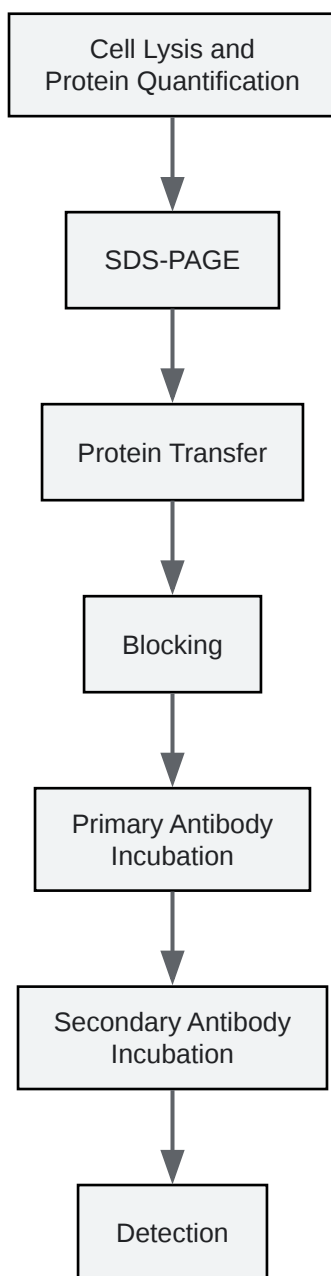 Cell Lysis and
Protein Quantification
SDS-PAGE
Protein Transfer
Blocking
Primary Antibody
Incubation
Secondary Antibody
Incubation
Detection